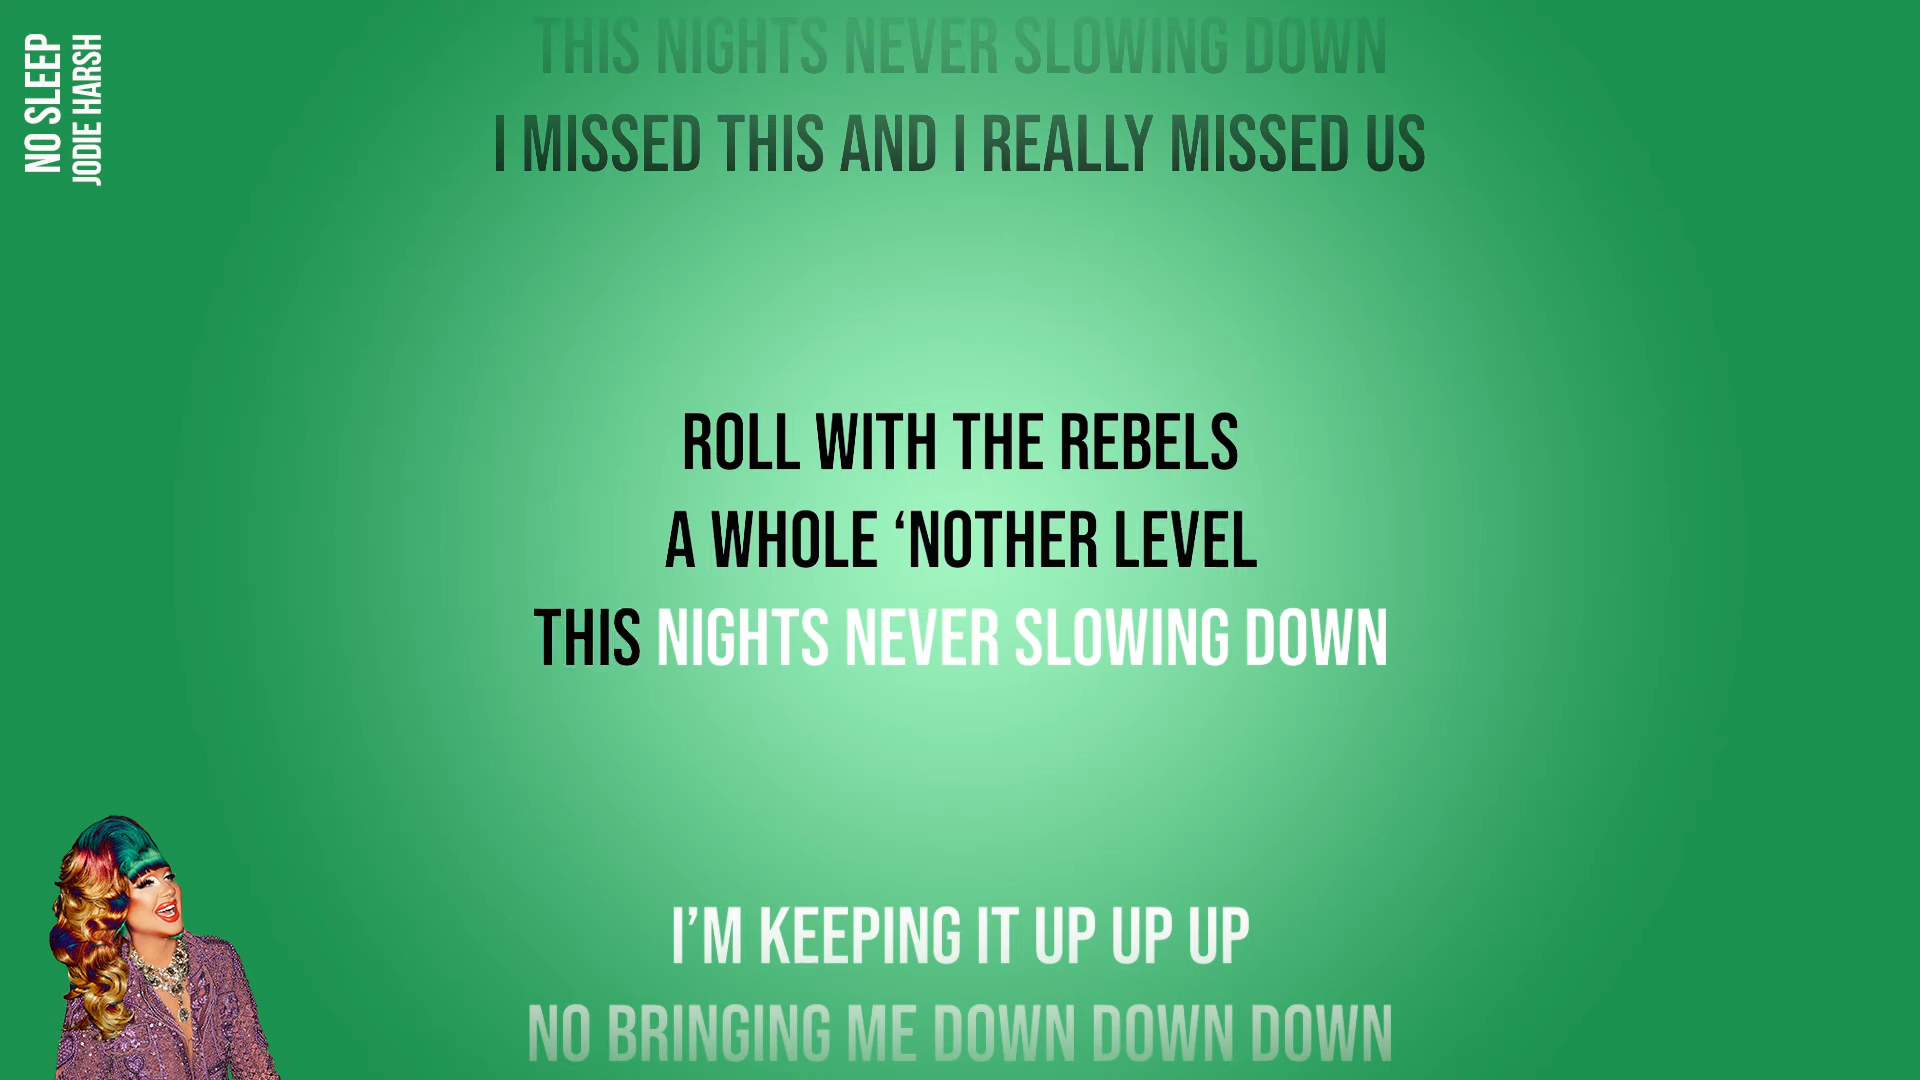 NO SLEEP
JODIE HARSH
THIS NIGHTS NEVER SLOWING DOWN
I MISSED THIS AND I REALLY MISSED US
ROLL WITH THE REBELS
A WHOLE ‘NOTHER LEVEL
THIS NIGHTS NEVER SLOWING DOWN
I’M KEEPING IT UP UP UP
NO BRINGING ME DOWN DOWN DOWN